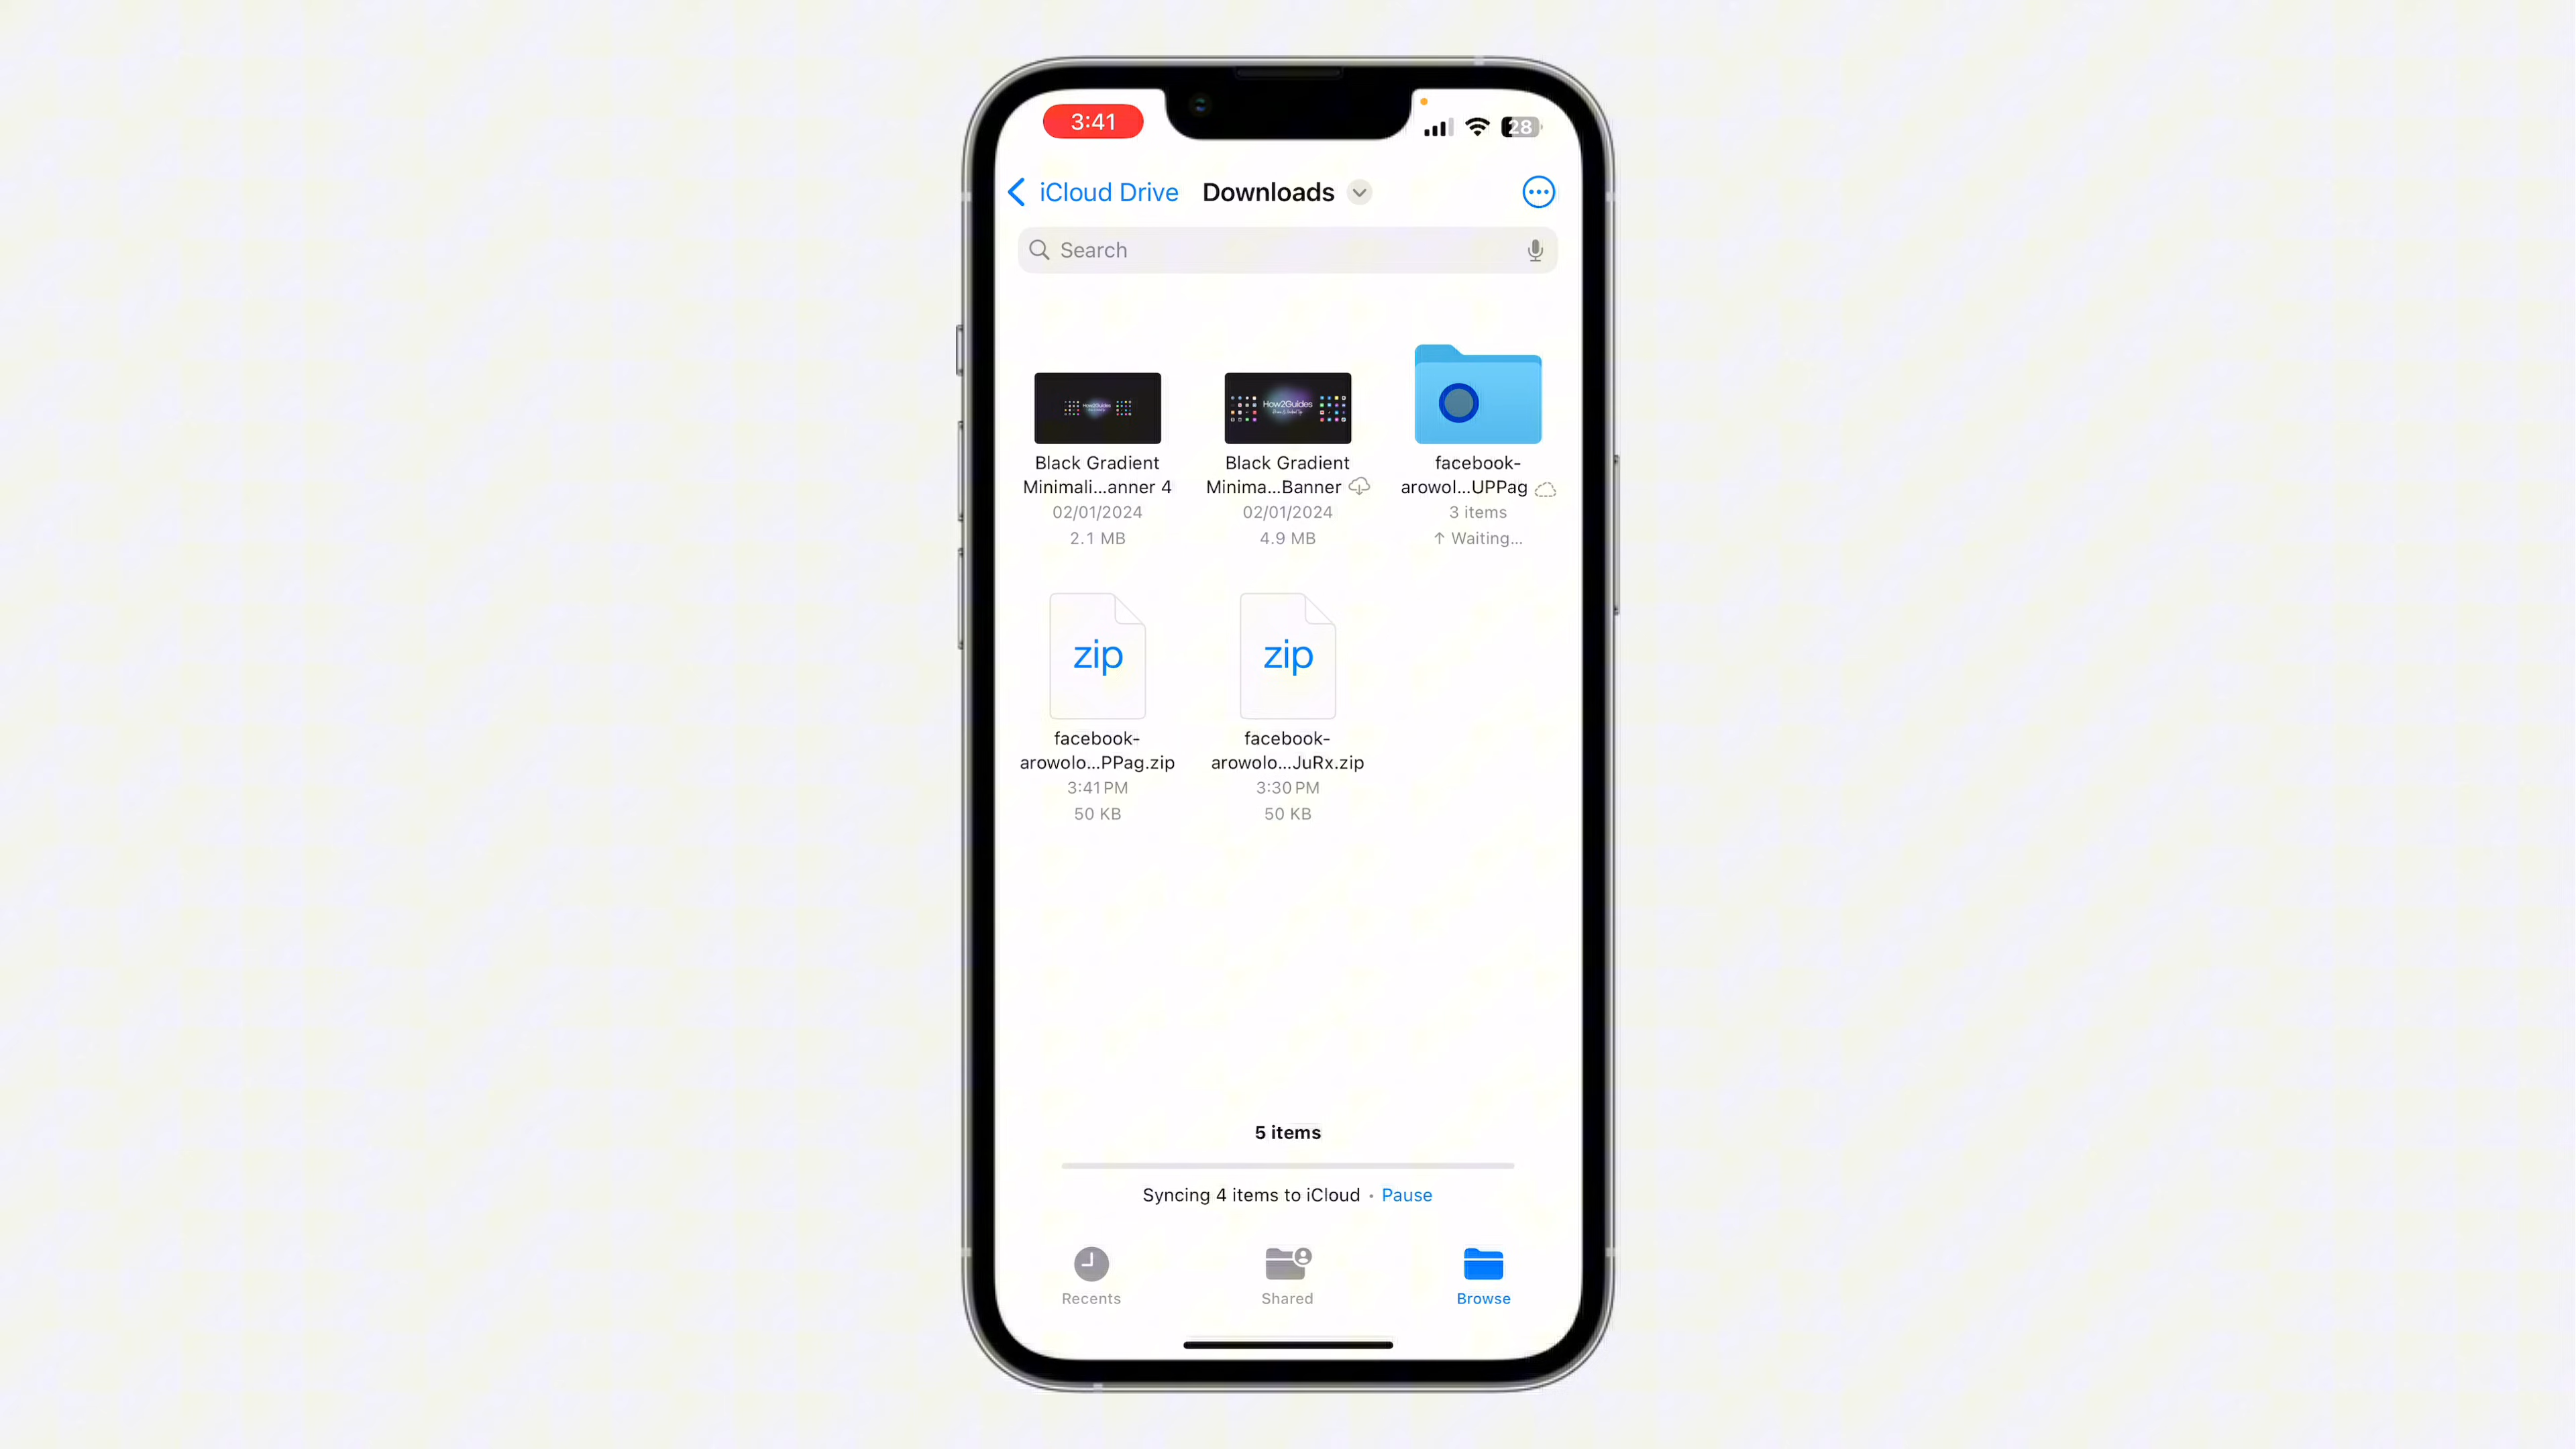 3:41
28
iCloud Drive Downloads
Search
How2Guides
How2Guides
Black Gradient
Minimali...anner 4
02/01/2024
2.1 MB
Black Gradient
Minima...Banner
02/01/2024
4.9 MB
facebook-
arowol...UPPag
3 items
↑ Waiting...
zip
facebook-
arowolo...PPag.zip
3:41 PM
50 KB
zip
facebook-
arowolo...JuRx.zip
3:30 PM
50 KB
5 items
Syncing 4 items to iCloud • Pause
Recents
Shared
Browse